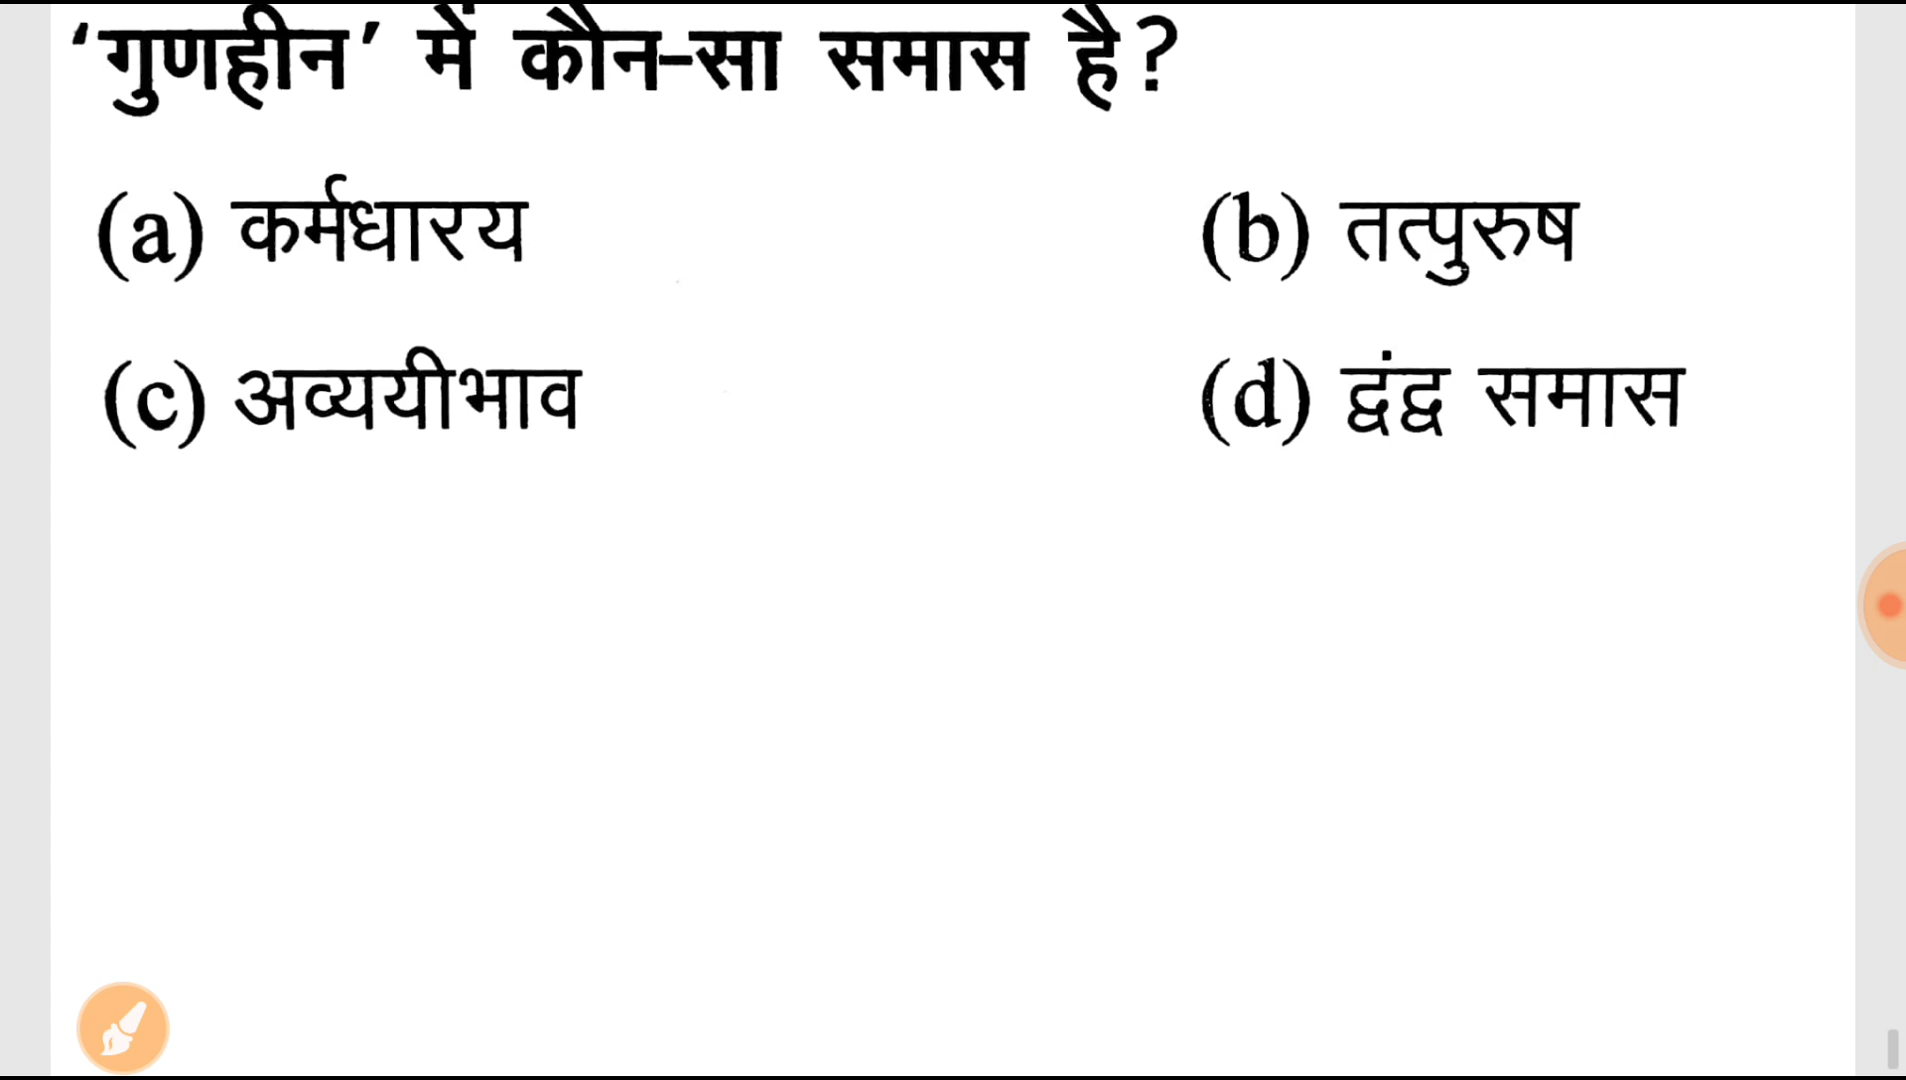 ‘गुणहीन’ में कौन-सा समास है?
(a) कर्मधारय (b) तत्पुरुष
(c) अव्ययीभाव (d) द्वंद्व समास